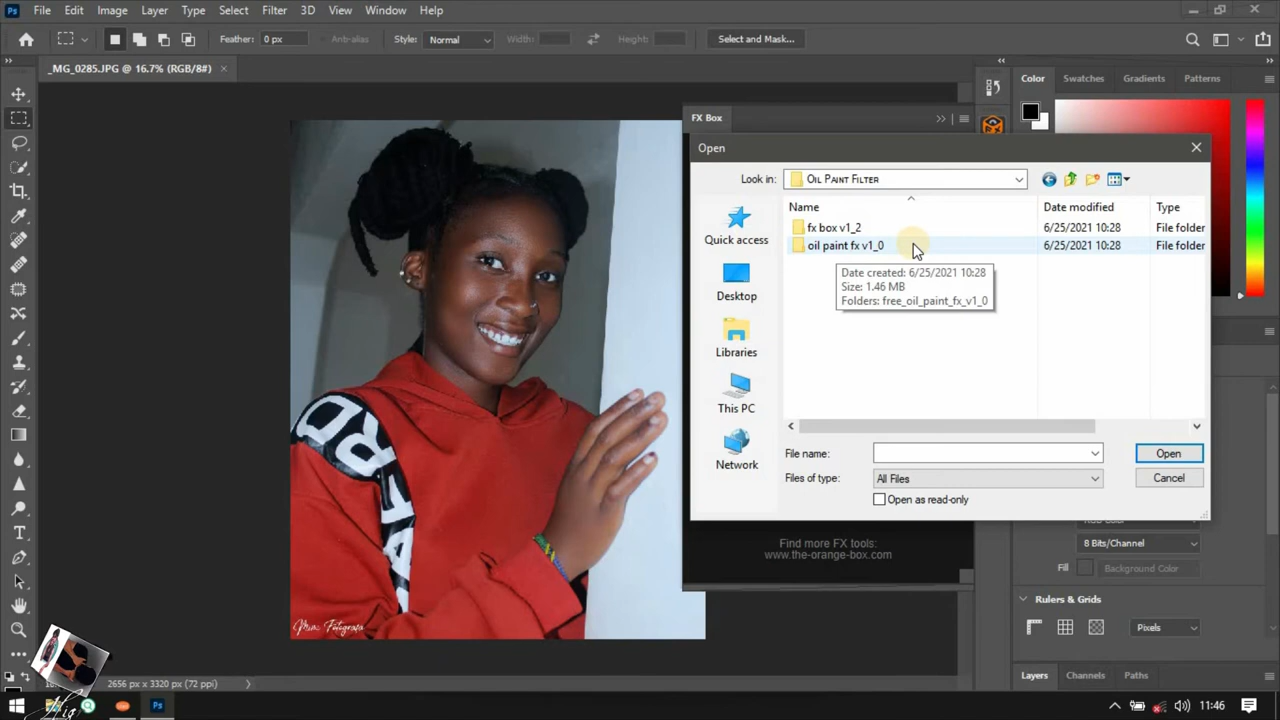 Ps File Edit Image Layer Type Select Filter 3D View Window Help
Feather: 0 px Anti-alias Style: Normal Width: Height: Select and Mask...
_MG_0285.JPG @ 16.7% (RGB/8#) ×
Color Swatches Gradients Patterns
FX Box
Open
Look in: OIL PAINT FILTER
Name Date modified Type
fx box v1_2 6/25/2021 10:28 File folder
oil paint fx v1_0 6/25/2021 10:28 File folder
Date created: 6/25/2021 10:28
Size: 1.46 MB
Folders: free_oil_paint_fx_v1_0
Quick access
Desktop
Libraries
This PC
Network
File name: Open
Files of type: All Files Cancel
Open as read-only
Find more FX tools:
www.the-orange-box.com
8 Bits/Channel
Fill Background Color
Rulers & Grids
Pixels
Layers Channels Paths
2656 px x 3320 px (72 ppi)
Ps
11:46